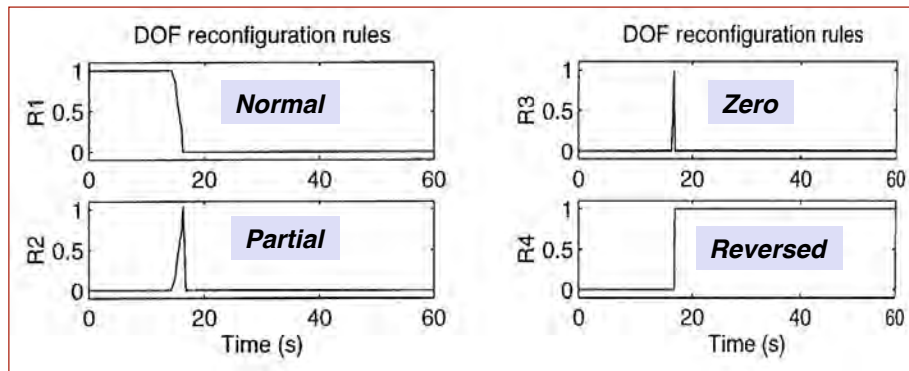 DOF reconfiguration rules
R1
1
0.5
0
Normal
0 20 40 60
R2
1
0.5
0
Partial
0 20 40 60
Time (s)
DOF reconfiguration rules
R3
1
0.5
0
Zero
0 20 40 60
R4
1
0.5
0
Reversed
0 20 40 60
Time (s)